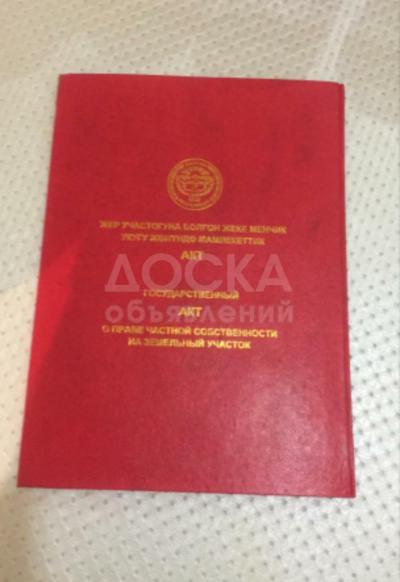 ЖЕР УЧАСТОГУНА БОЛГОН ЖЕКЕ МЕНЧИК
УКУГУ ЖӨНҮНДӨ МАМЛЕКЕТТИК
АКТ
ДОСКА
объявлений
ГОСУДАРСТВЕННЫЙ
АКТ
О ПРАВЕ ЧАСТНОЙ СОБСТВЕННОСТИ
НА ЗЕМЕЛЬНЫЙ УЧАСТОК